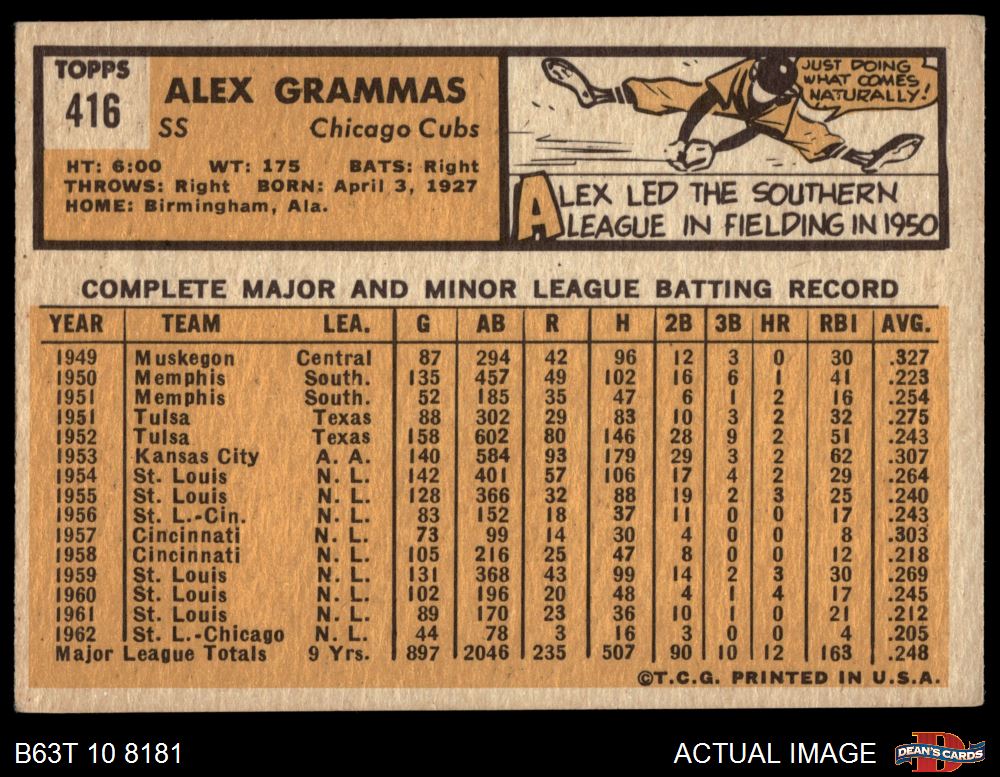 TOPPS
416
ALEX GRAMMAS
SS Chicago Cubs
HT: 6:00 WT: 175 BATS: Right
THROWS: Right BORN: April 3, 1927
HOME: Birmingham, Ala.
JUST DOING
WHAT COMES
NATURALLY!
ALEX LED THE SOUTHERN
LEAGUE IN FIELDING IN 1950
COMPLETE MAJOR AND MINOR LEAGUE BATTING RECORD
YEAR TEAM LEA. G AB R H 2B 3B HR RBI AVG.
1949 Muskegon Central 87 294 42 96 12 3 0 30 .327
1950 Memphis South. 135 457 49 102 16 6 1 41 .223
1951 Memphis South. 52 185 35 47 6 1 2 16 .254
1951 Tulsa Texas 88 302 29 83 10 3 2 32 .275
1952 Tulsa Texas 158 602 80 146 28 9 2 51 .243
1953 Kansas City A. A. 140 584 93 179 29 3 2 62 .307
1954 St. Louis N. L. 142 401 57 106 17 4 2 29 .264
1955 St. Louis N. L. 128 366 32 88 19 2 3 25 .240
1956 St. L.-Cin. N. L. 83 152 18 37 11 0 0 17 .243
1957 Cincinnati N. L. 73 99 14 30 4 0 0 8 .303
1958 Cincinnati N. L. 105 216 25 47 8 0 0 12 .218
1959 St. Louis N. L. 131 368 43 99 14 2 3 30 .269
1960 St. Louis N. L. 102 196 20 48 4 1 4 17 .245
1961 St. Louis N. L. 89 170 23 36 10 1 0 21 .212
1962 St. L.-Chicago N. L. 44 78 3 16 3 0 0 4 .205
Major League Totals 9 Yrs. 897 2046 235 507 90 10 12 163 .248
©T.C.G. PRINTED IN U.S.A.
B63T 10 8181 ACTUAL IMAGE DEAN'S CARDS